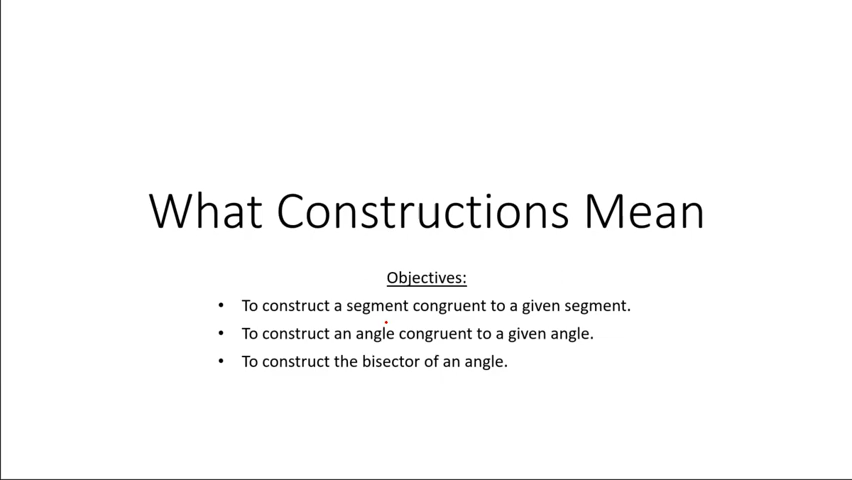 What Constructions Mean
Objectives:
• To construct a segment congruent to a given segment.
• To construct an angle congruent to a given angle.
• To construct the bisector of an angle.